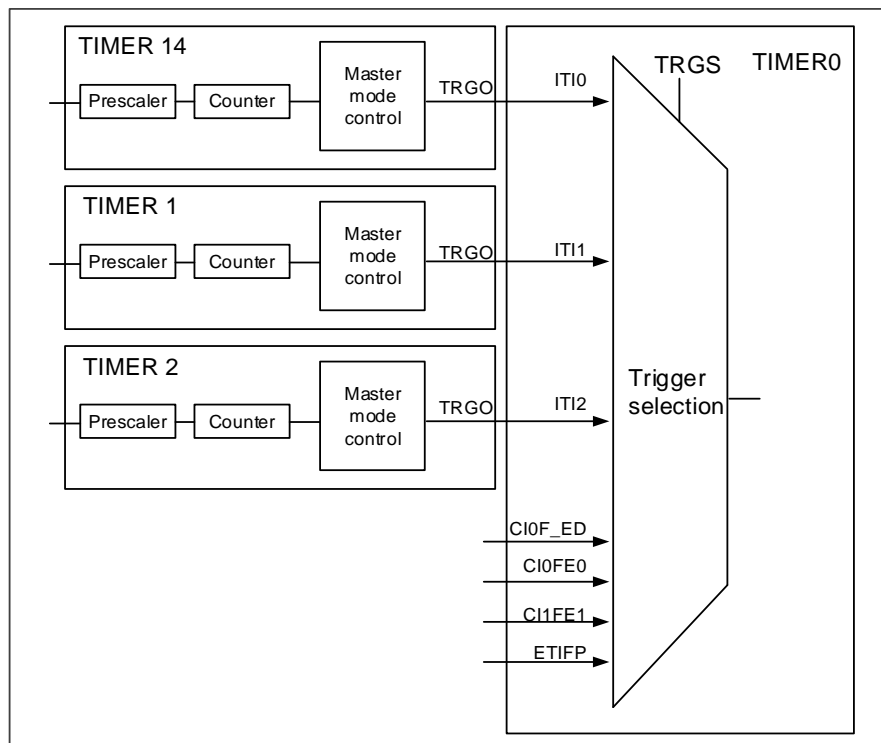 TIMER 14
Prescaler
Counter
Master
mode
control
TRGO
ITI0
TRGS
TIMER0
TIMER 1
Prescaler
Counter
Master
mode
control
TRGO
ITI1
TIMER 2
Prescaler
Counter
Master
mode
control
TRGO
ITI2
Trigger
selection
CI0F_ED
CI0FE0
CI1FE1
ETIFP